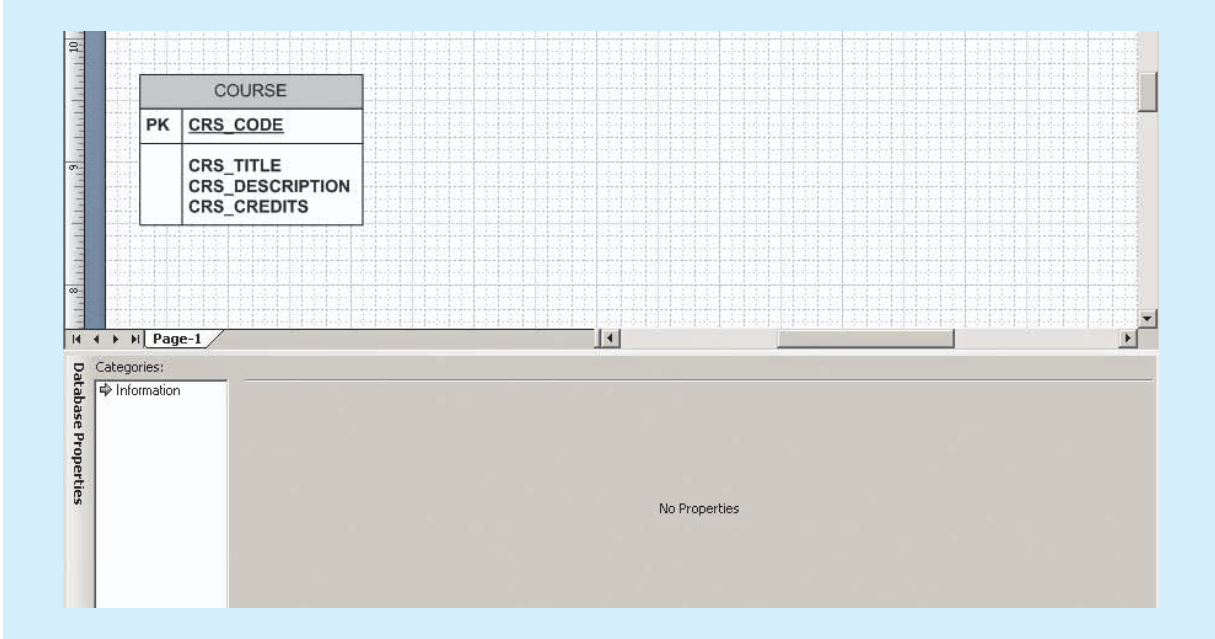 10
COURSE
PK CRS_CODE
9
CRS_TITLE
CRS_DESCRIPTION
CRS_CREDITS
8
Page-1
Database Properties
Categories:
Information
No Properties